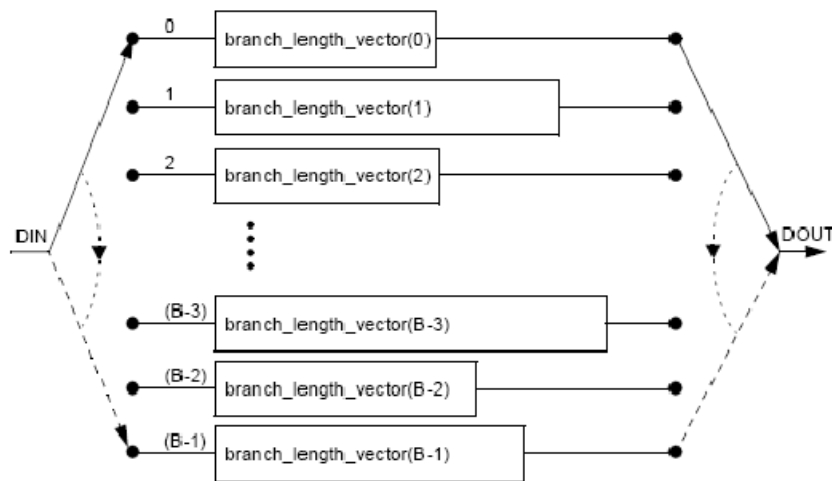 0
branch_length_vector(0)
1
branch_length_vector(1)
2
branch_length_vector(2)
DIN
DOUT
(B-3)
branch_length_vector(B-3)
(B-2)
branch_length_vector(B-2)
(B-1)
branch_length_vector(B-1)